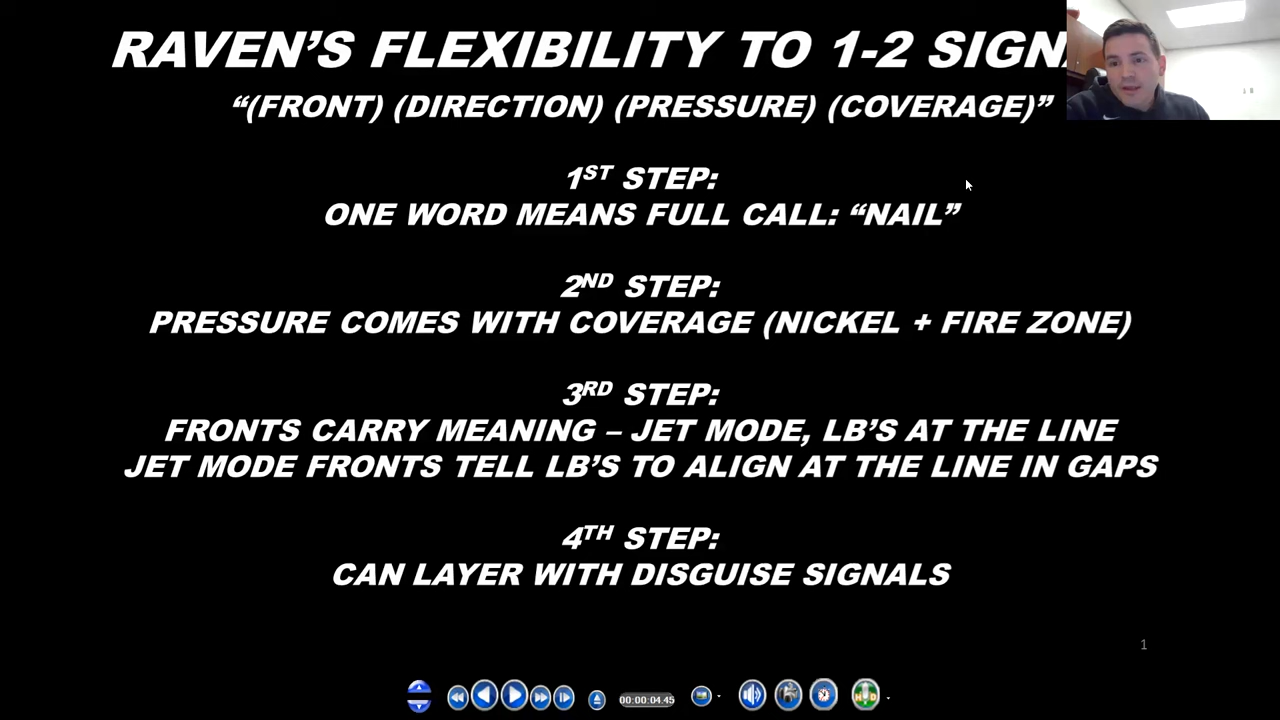 RAVEN'S FLEXIBILITY TO 1-2
"(FRONT) (DIRECTION) (PRESSURE) (COVERAGE)"
1ST STEP:
ONE WORD MEANS FULL CALL: "NAIL"
2ND STEP:
PRESSURE COMES WITH COVERAGE (NICKEL + FIRE ZONE)
3RD STEP:
FRONTS CARRY MEANING – JET MODE, LB'S AT THE LINE
JET MODE FRONTS TELL LB'S TO ALIGN AT THE LINE IN GAPS
4TH STEP:
CAN LAYER WITH DISGUISE SIGNALS
1
00:00:04.45